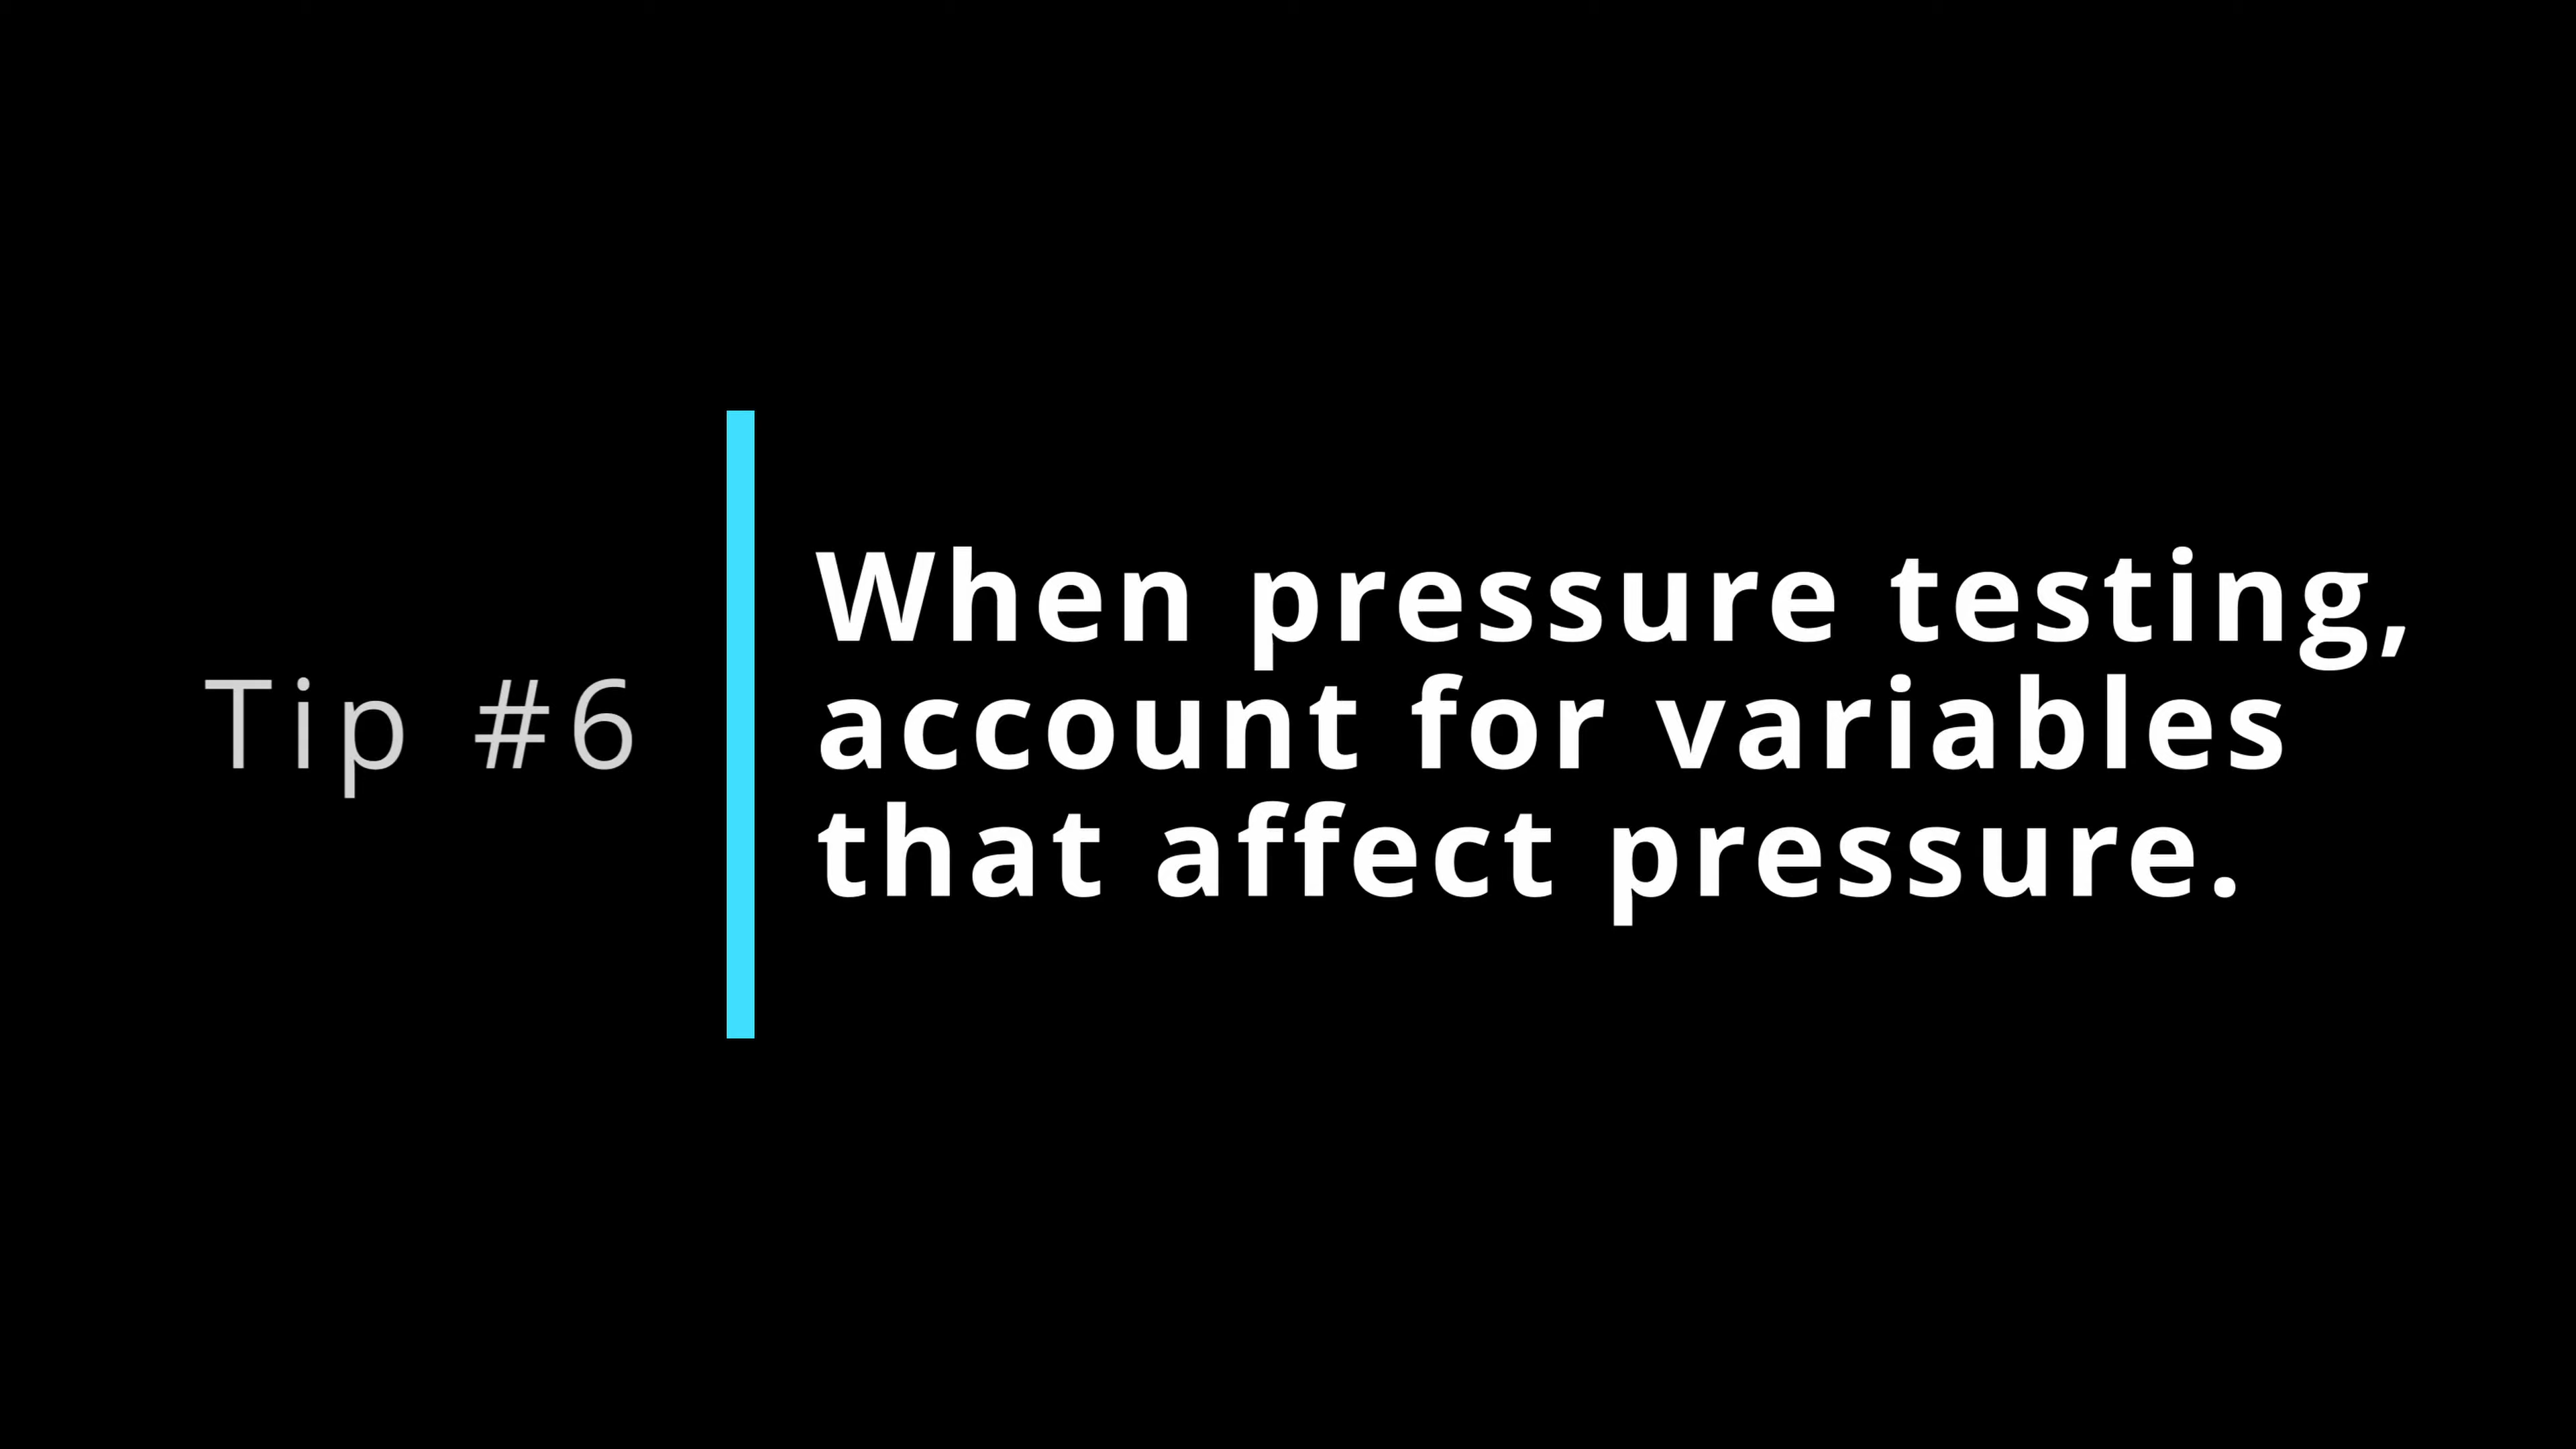 Tip #6
When pressure testing,
account for variables
that affect pressure.